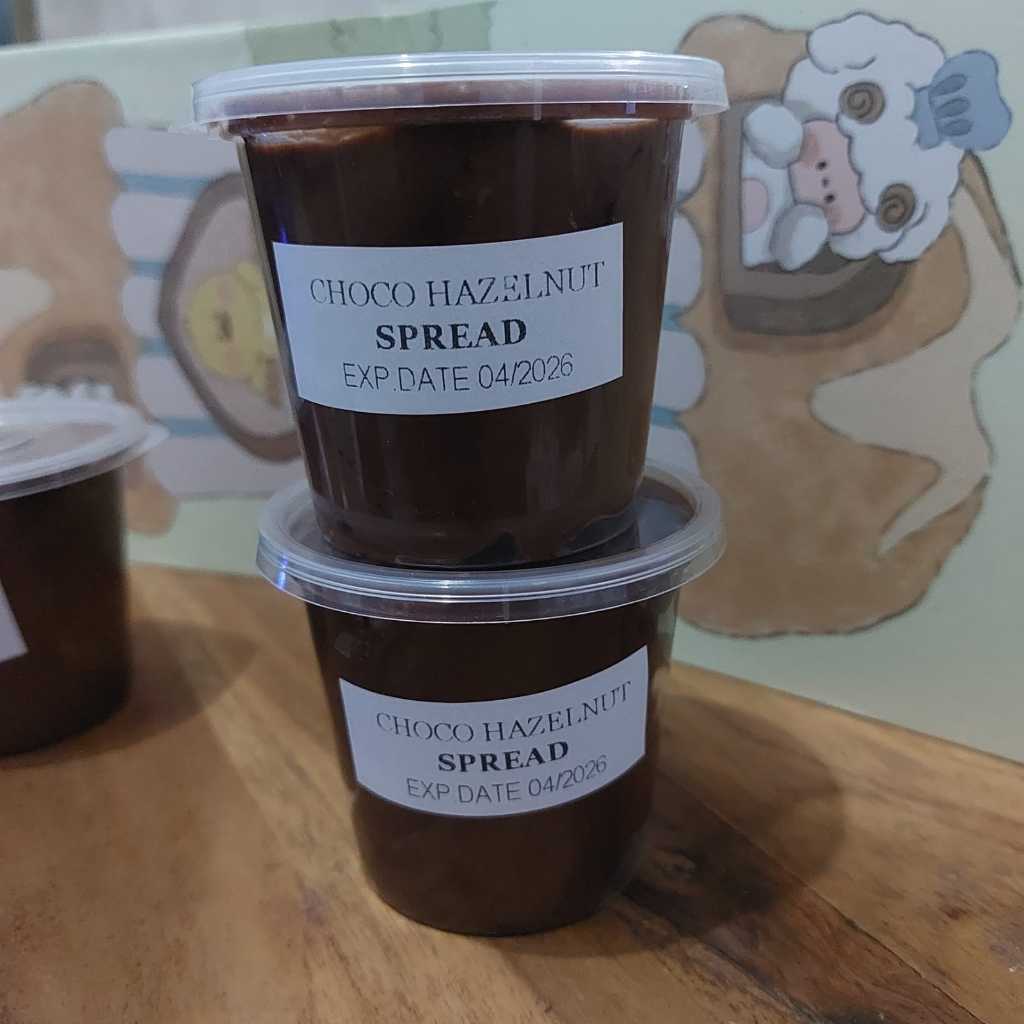 CHOCO HAZELNUT
SPREAD
EXP.DATE 04/2026
CHOCO HAZELNUT
SPREAD
EXP.DATE 04/2026